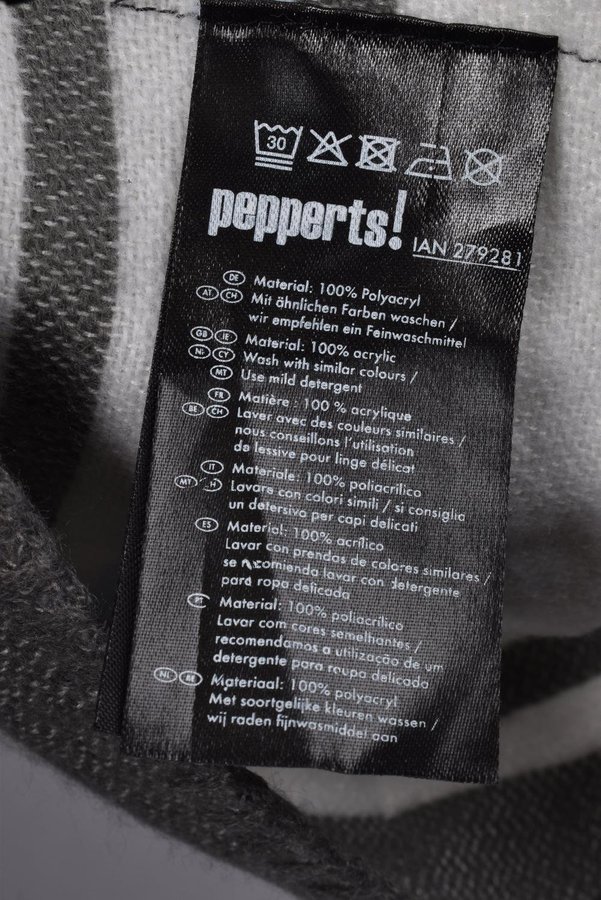 30
pepperts!
IAN 279281
DE Material: 100% Polyacryl
AT CH Mit ähnlichen Farben waschen /
wir empfehlen ein Feinwaschmittel
GB IE Material: 100% acrylic
NI CY Wash with similar colours /
MT Use mild detergent
FR Matière : 100 % acrylique
BE CH Laver avec des couleurs similaires /
nous conseillons l'utilisation
de lessive pour linge délicat
IT Materiale: 100% poliacrilico
MT Lavare con colori simili / si consiglia
un detersivo per capi delicati
ES Material: 100% acrílico
Lavar con prendas de colores similares /
se recomienda lavar con detergente
para ropa delicada
PT Material: 100% poliacrílico
Lavar com cores semelhantes /
recomendamos a utilização de um
detergente para roupa delicada
NL BE Materiaal: 100% polyacryl
Met soortgelijke kleuren wassen /
wij raden fijnwasmiddel aan